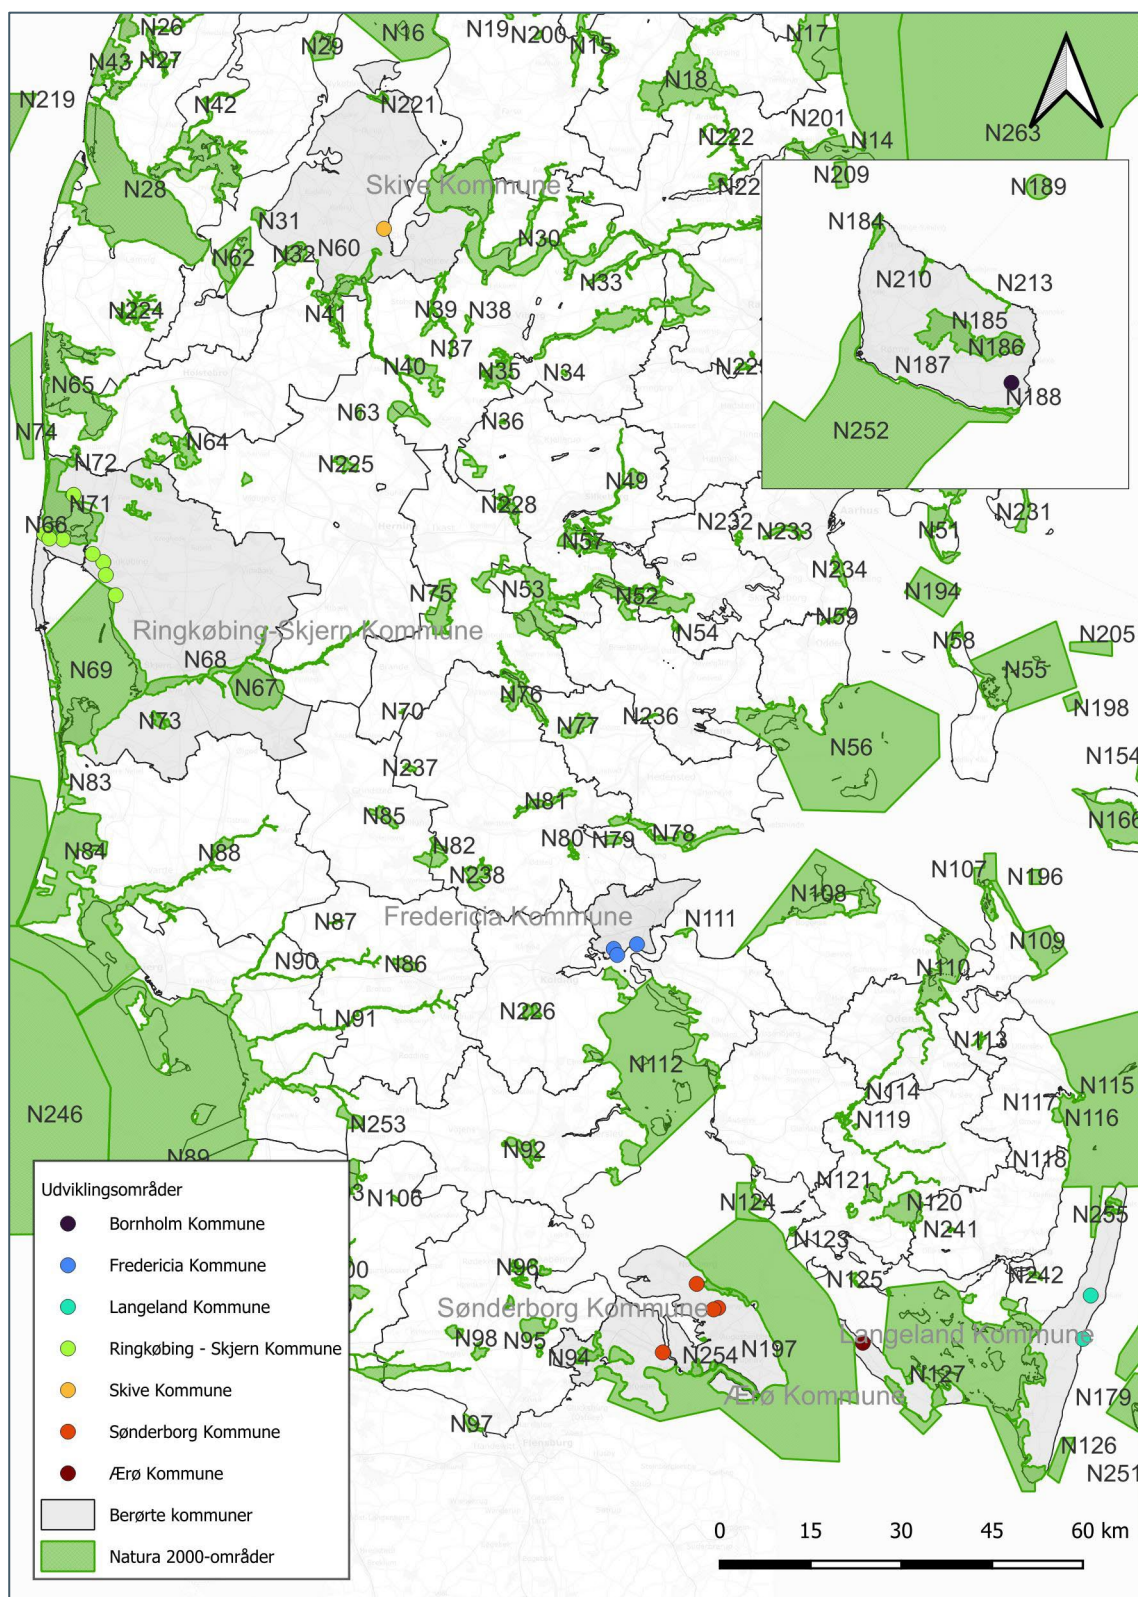 N26
N19
N200
N16
N29
N17
N15
N43
N27
N18
N219
N42
N221
N201
N14
N263
N222
N209
N28
Skive Kommune
N189
N31
N184
N60
N32
N62
N30
N33
N210
N213
N224
N41
N39
N38
N185
N37
N186
N40
N35
N34
N187
N65
N188
N63
N36
N74
N64
N252
N72
N225
N49
N71
N228
N66
N232
N233
N231
N51
N57
N234
N75
N53
N52
N194
N59
N54
Ringkøbing-Skjern Kommune
N58
N205
N68
N69
N67
N55
N76
N70
N73
N77
N236
N198
N56
N154
N237
N83
N85
N81
N166
N84
N88
N82
N80
N79
N78
N238
N107
N196
N108
Fredericia Kommune
N87
N111
N109
N90
N86
N110
N91
N226
N113
N112
N114
N115
N246
N253
N119
N117
N116
N89
N92
N118
N106
N124
N121
N120
N255
N123
N241
N96
N125
N242
Sønderborg Kommune
Langeland Kommune
N98
N95
N94
N254
N197
N127
Ærø Kommune
N179
N97
N126
N251
Udviklingsområder
Bornholm Kommune
Fredericia Kommune
Langeland Kommune
Ringkøbing - Skjern Kommune
Skive Kommune
Sønderborg Kommune
Ærø Kommune
Berørte kommuner
Natura 2000-områder
0 15 30 45 60 km